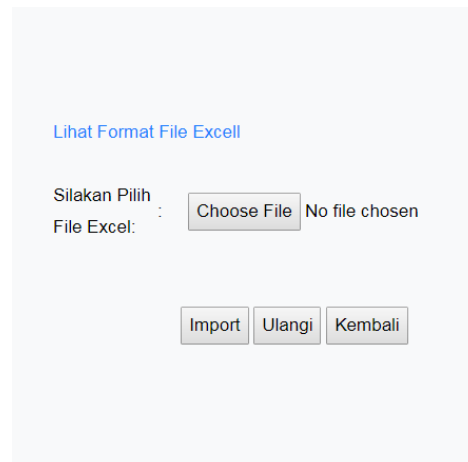 Lihat Format File Excell
Silakan Pilih
File Excel:
:
Choose File No file chosen
Import Ulangi Kembali